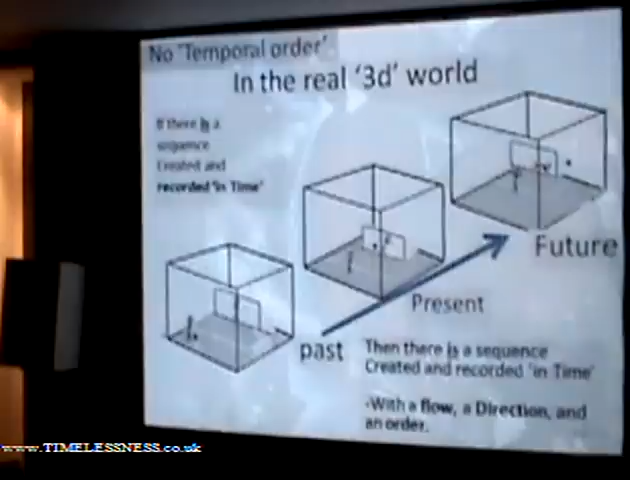 No 'Temporal order'
In the real '3d' world
If there is a
sequence
Created and
recorded 'in Time'
Future
Present
past
Then there is a sequence
Created and recorded 'in Time'
-With a flow, a Direction, and
an order.
www.TIMELESSNESS.co.uk